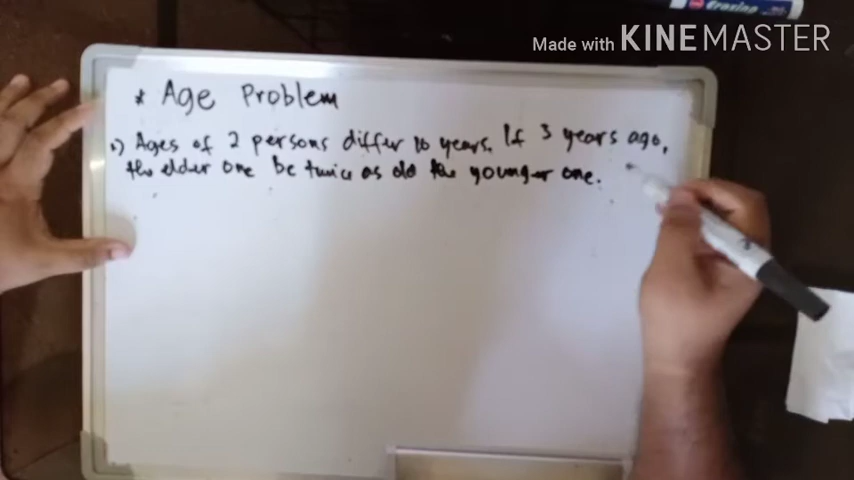 Made with KINEMASTER
* Age Problem
1.) Ages of 2 persons differ 10 years. If 3 years ago,
the elder one be twice as old the younger one.